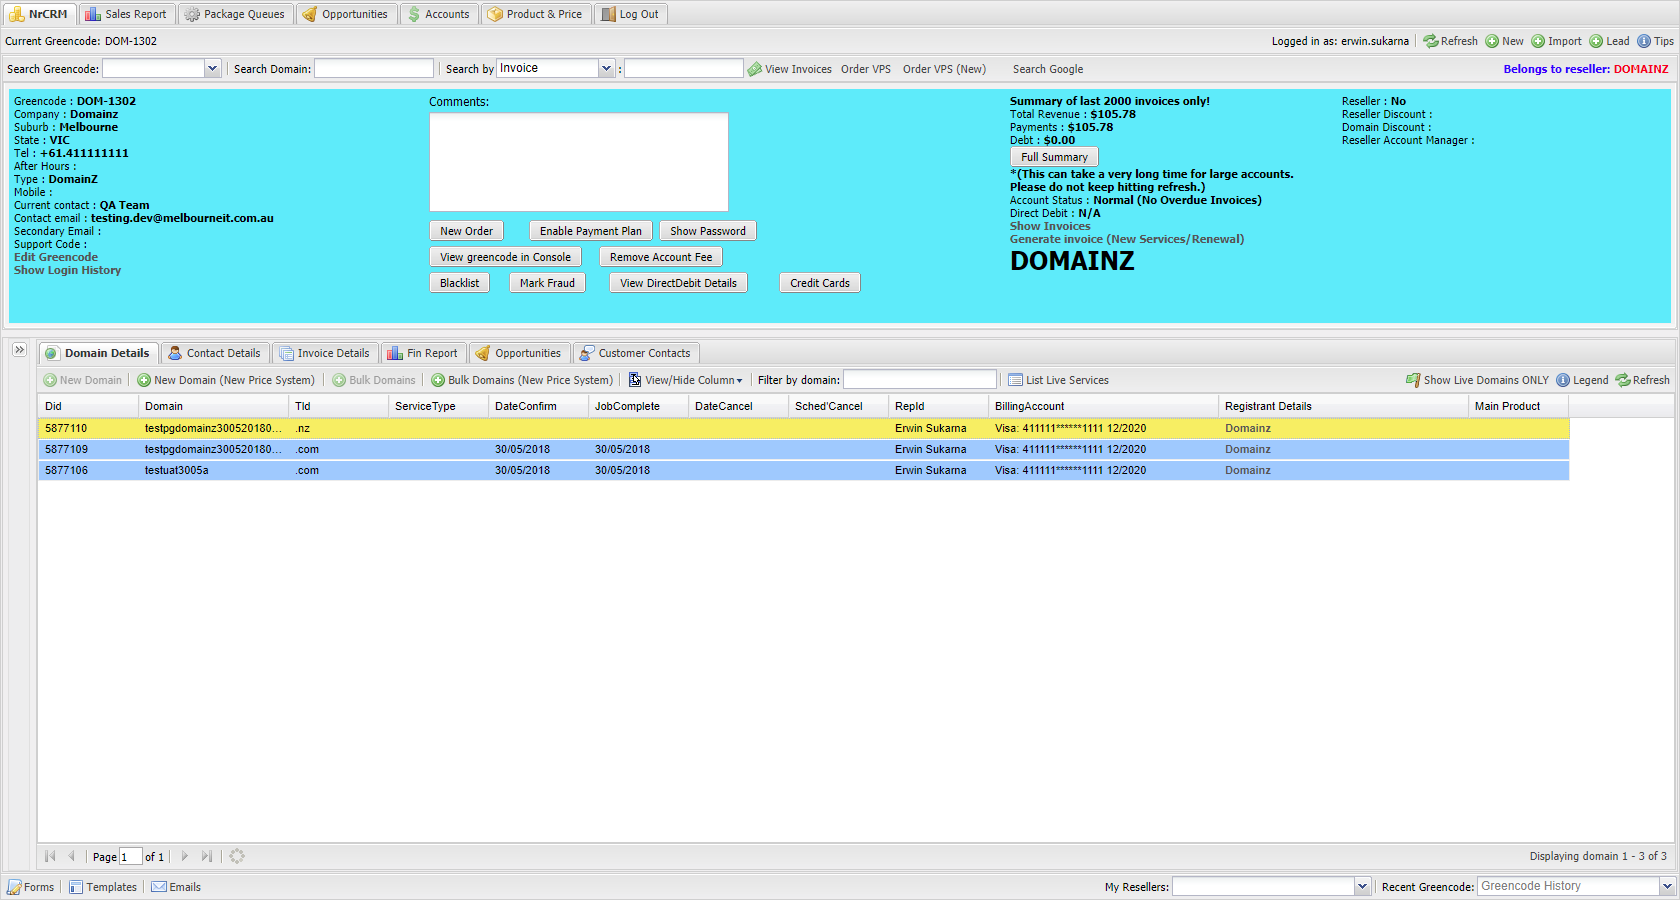 NrCRM Sales Report Package Queues Opportunities Accounts Product & Price Log Out
Current Greencode: DOM-1302 Logged in as: erwin.sukarna Refresh New Import Lead Tips
Search Greencode: Search Domain: Search by Invoice : View Invoices Order VPS Order VPS (New) Search Google Belongs to reseller: DOMAINZ
Greencode : DOM-1302
Company : Domainz
Suburb : Melbourne
State : VIC
Tel : +61.411111111
After Hours :
Type : DomainZ
Mobile :
Current contact : QA Team
Contact email : testing.dev@melbourneit.com.au
Secondary Email :
Support Code :
Edit Greencode
Show Login History
Comments:
New Order Enable Payment Plan Show Password
View greencode in Console Remove Account Fee
Blacklist Mark Fraud View DirectDebit Details Credit Cards
Summary of last 2000 invoices only!
Total Revenue : $105.78
Payments : $105.78
Debt : $0.00
Full Summary
*(This can take a very long time for large accounts.
Please do not keep hitting refresh.)
Account Status : Normal (No Overdue Invoices)
Direct Debit : N/A
Show Invoices
Generate invoice (New Services/Renewal)
DOMAINZ
Reseller : No
Reseller Discount :
Domain Discount :
Reseller Account Manager :
Domain Details Contact Details Invoice Details Fin Report Opportunities Customer Contacts
New Domain New Domain (New Price System) Bulk Domains Bulk Domains (New Price System) View/Hide Column Filter by domain: List Live Services Show Live Domains ONLY Legend Refresh
Did Domain Tld ServiceType DateConfirm JobComplete DateCancel Sched'Cancel RepId BillingAccount Registrant Details Main Product
5877110 testpgdomainz300520180... .nz Erwin Sukarna Visa: 411111******1111 12/2020 Domainz
5877109 testpgdomainz300520180... .com 30/05/2018 30/05/2018 Erwin Sukarna Visa: 411111******1111 12/2020 Domainz
5877106 testuat3005a .com 30/05/2018 30/05/2018 Erwin Sukarna Visa: 411111******1111 12/2020 Domainz
Page 1 of 1 Displaying domain 1 - 3 of 3
Forms Templates Emails My Resellers: Recent Greencode: Greencode History